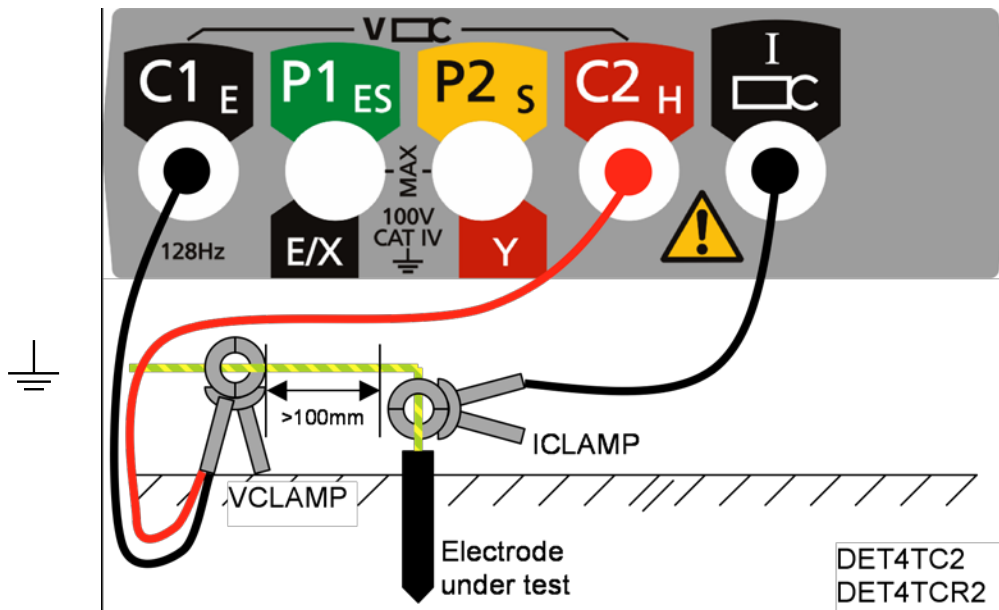 V C
C1 E
P1 ES
P2 S
C2 H
I
C
MAX
100V
CAT IV
128Hz
E/X
Y
>100mm
ICLAMP
VCLAMP
Electrode
under test
DET4TC2
DET4TCR2